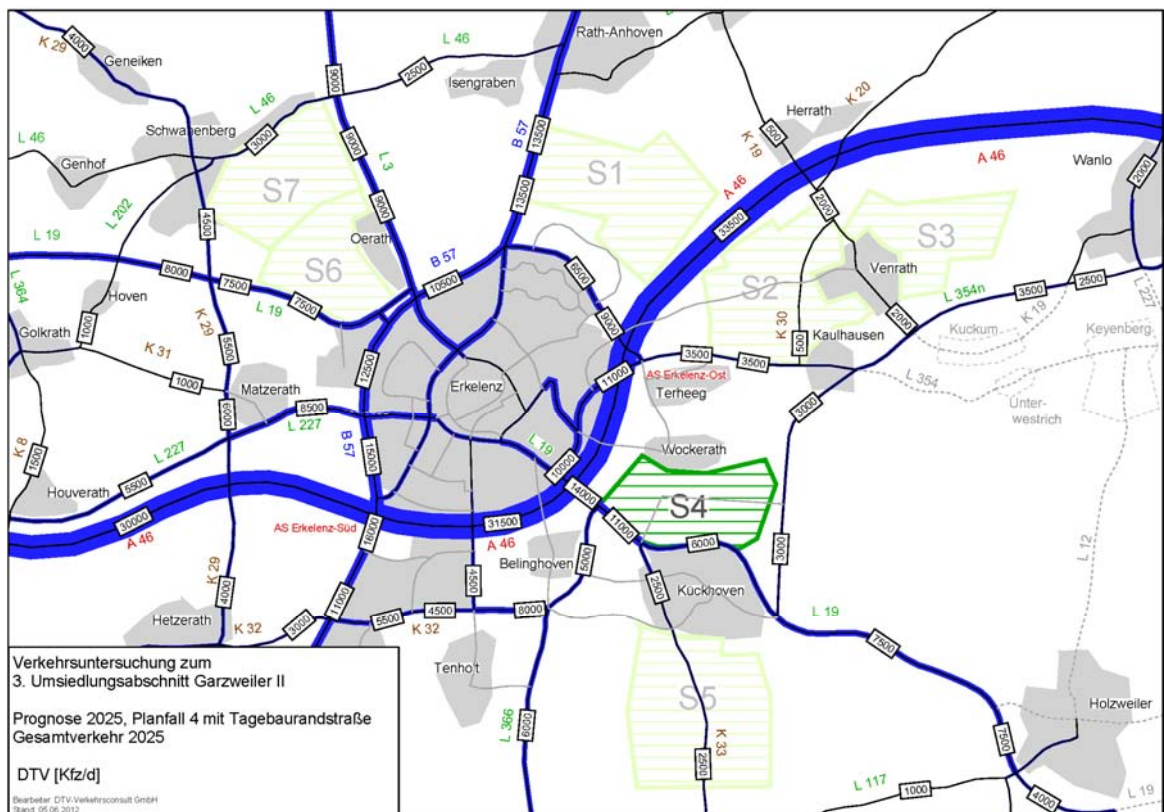 4000
K 29
Geneiken
L 46
2500
9000
Isengraben
Rath-Anhoven
Herrath
K 20
500
K 19
A 46
A 46
Wanlo
2000
L 46
Schwanenberg
L 46
3000
Genhof
L 202
S7
9000
L 3
9000
B 57
13500
13500
S1
33500
2000
S3
4500
Oerath
L 19
8000
7500
S6
7500
L 19
B 57
10500
6500
9000
S2
Venrath
2000
L 354n
3500
2500
K 19
L 227
L 364
Hoven
Golkrath
1000
K 29
5500
K 31
1000
Matzerath
12500
Erkelenz
11000
AS Erkelenz-Ost
3500
3500
K 30
500
Kaulhausen
Kuckum
Keyenberg
L 354
Unter-
westrich
Terheeg
3000
6000
8500
L 227
B 57
15000
L 19
Wockerath
K 8
1500
L 227
5500
Houverath
30000
A 46
AS Erkelenz-Süd
16000
31500
A 46
10000
14000
11000
S4
6000
3000
L 12
K 29
4000
Belinghoven
5000
4500
2500
Kückhoven
L 19
7500
Hetzerath
K 32
3000
11000
5500
4500
K 32
8000
Tenholt
L 366
6000
S5
K 33
2500
Holzweiler
7500
L 117
1000
4000
L 19
Verkehrsuntersuchung zum
3. Umsiedlungsabschnitt Garzweiler II
Prognose 2025, Planfall 4 mit Tagebaurandstraße
Gesamtverkehr 2025
DTV [Kfz/d]
Bearbeiter: DTV-Verkehrsconsult GmbH
Stand: 05.06.2012